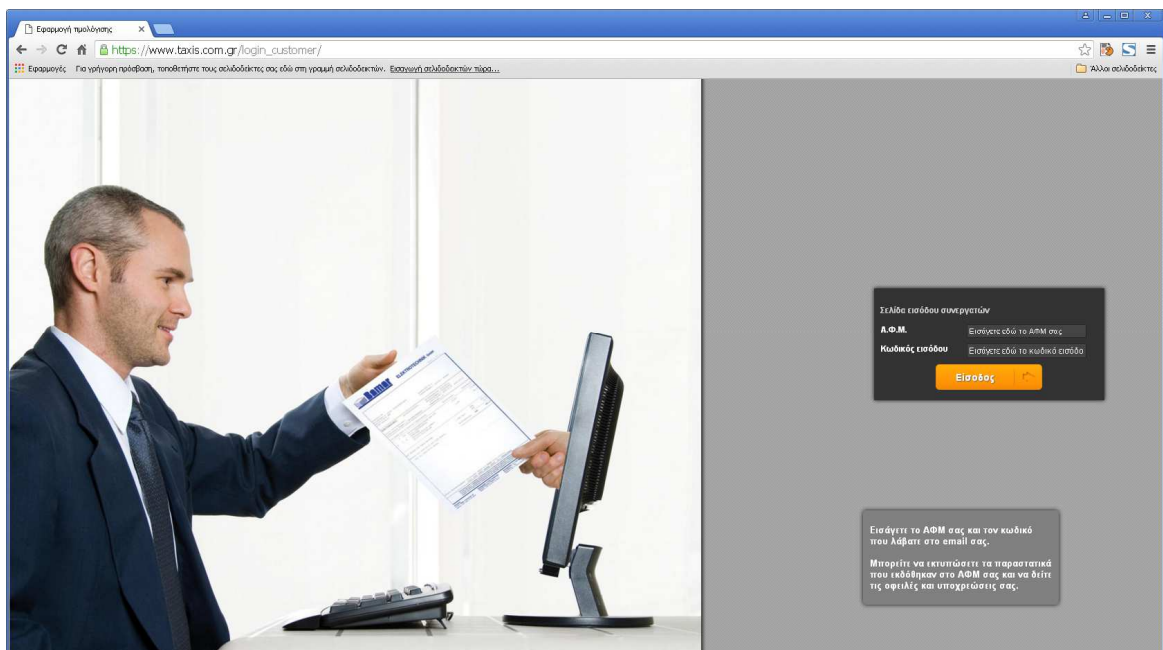 Εφαρμογή τιμολόγησης
https://www.taxis.com.gr/login_customer/
Εφαρμογές Για γρήγορη πρόσβαση, τοποθετήστε τους σελιδοδείκτες σας εδώ στη γραμμή σελιδοδεικτών. Εισαγωγή σελιδοδεικτών τώρα...
Άλλοι σελιδοδείκτες
Bomar ELEKTROTECHNIK
Σελίδα εισόδου συνεργατών
Α.Φ.Μ. Εισάγετε εδώ το ΑΦΜ σας
Κωδικός εισόδου Εισάγετε εδώ το κωδικό εισόδο
Είσοδος
Εισάγετε το ΑΦΜ σας και τον κωδικό
που λάβατε στο email σας.
Μπορείτε να εκτυπώσετε τα παραστατικά
που εκδόθηκαν στο ΑΦΜ σας και να δείτε
τις οφειλές και υποχρεώσεις σας.